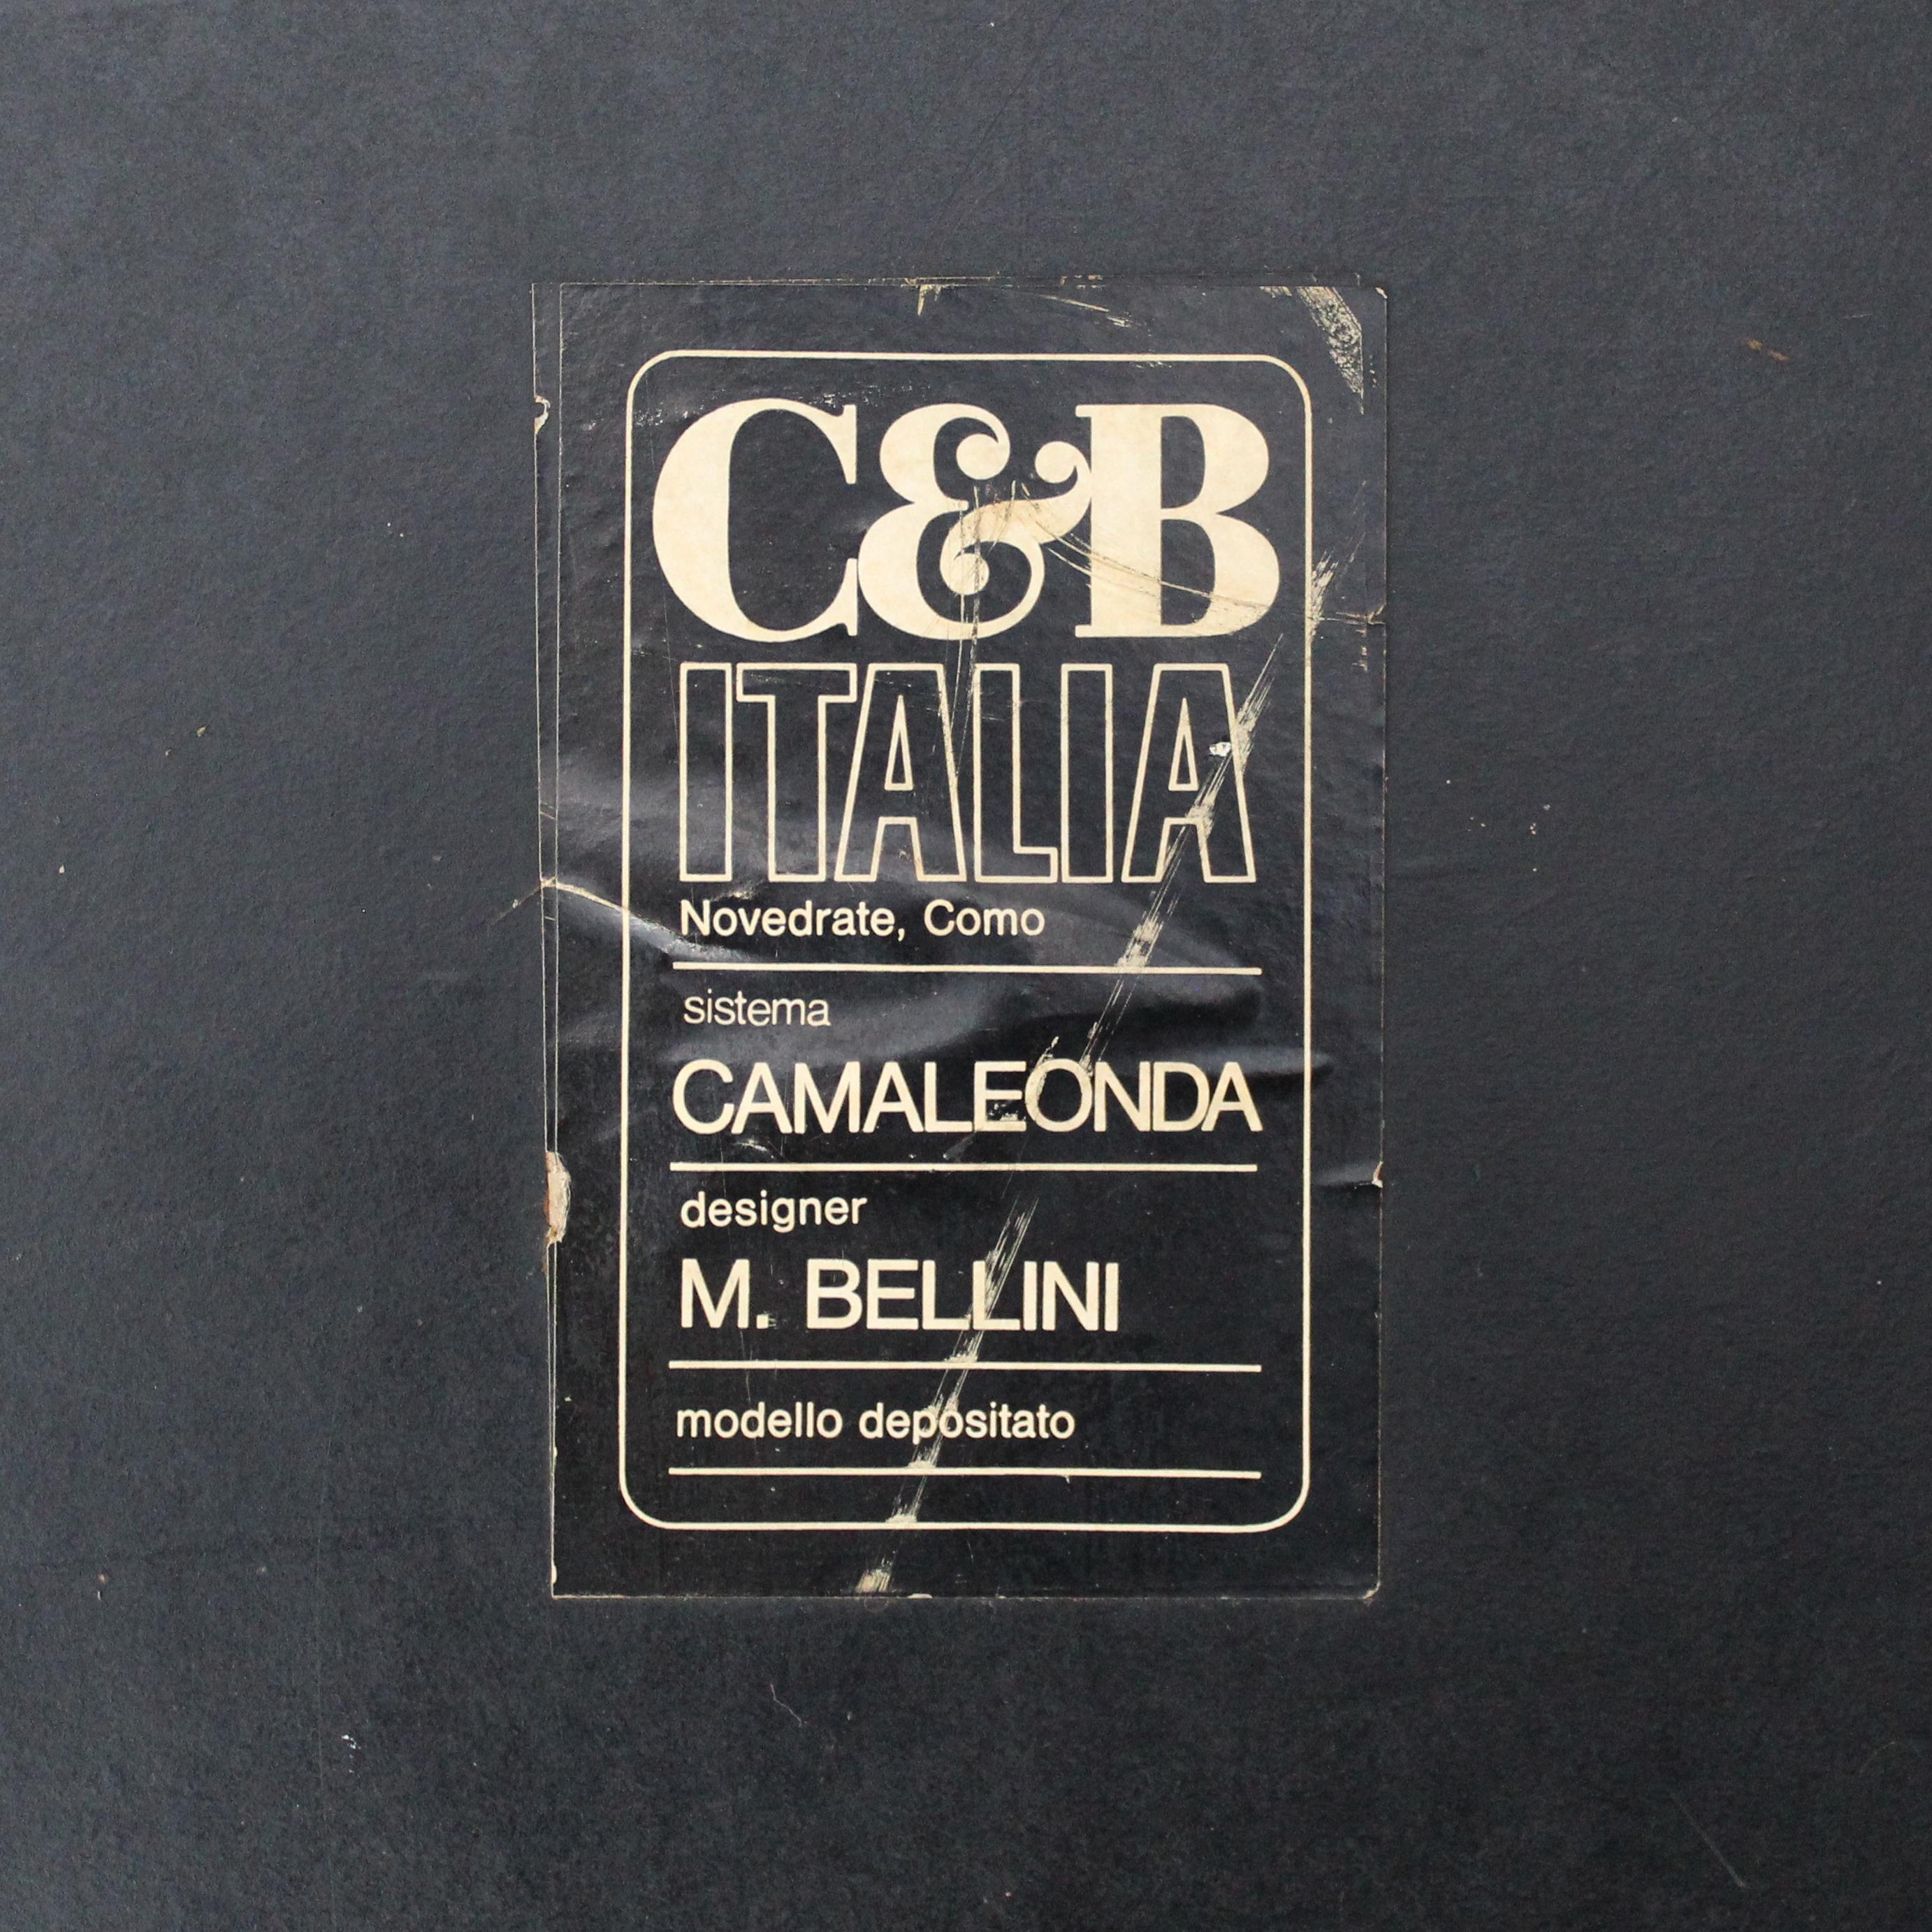 C&B
ITALIA
Novedrate, Como
sistema
CAMALEONDA
designer
M. BELLINI
modello depositato